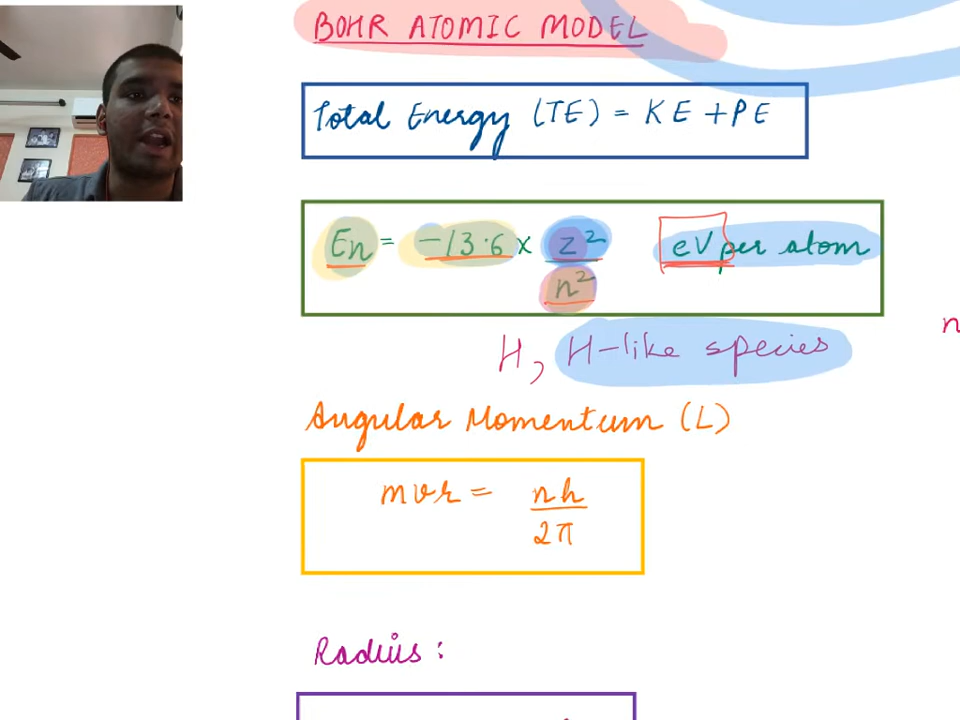 BOHR ATOMIC MODEL
Total Energy (TE) = KE + PE
En = -13.6 x z²/n² eV per atom
n
H, H-like species
Angular Momentum (L)
mvr = nh/2π
Radius: